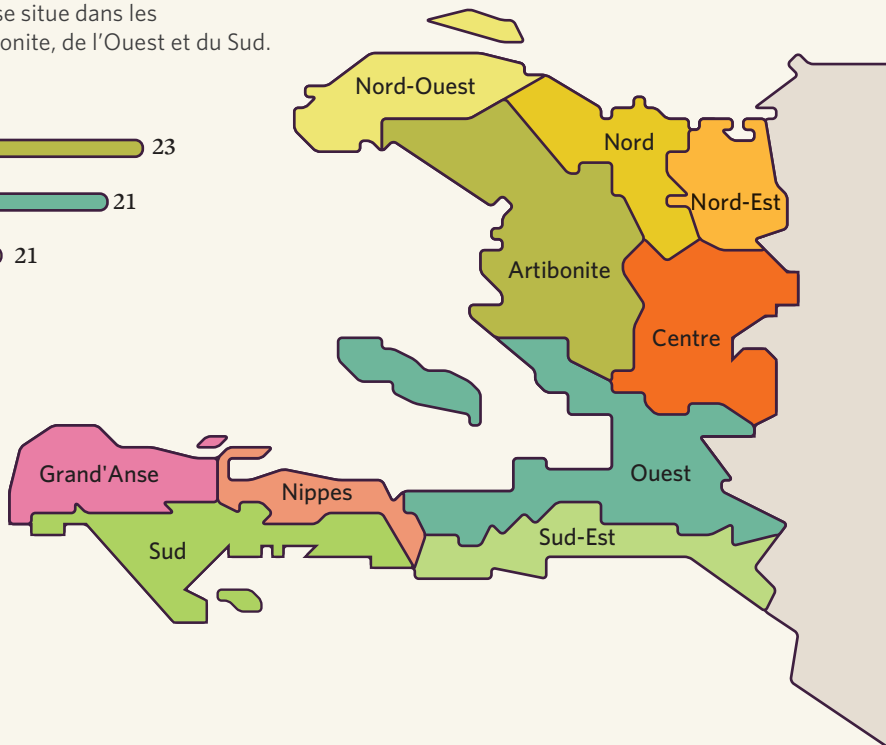 se situe dans les
onite, de l’Ouest et du Sud.
23
21
21
Nord-Ouest
Nord
Nord-Est
Artibonite
Centre
Grand'Anse
Nippes
Ouest
Sud
Sud-Est